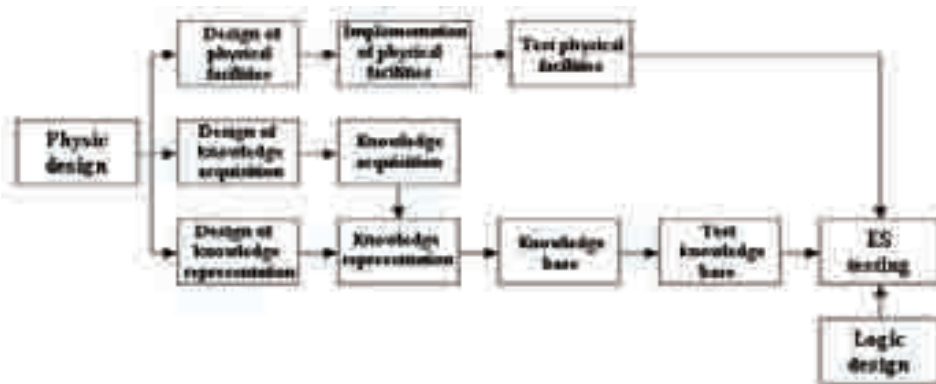 Design of
physical
facilities
Implementation
of physical
facilities
Test physical
facilities
Physic
design
Design of
knowledge
acquisition
Knowledge
acquisition
Design of
knowledge
representation
Knowledge
representation
Knowledge
base
Test
knowledge
base
ES
testing
Logic
design